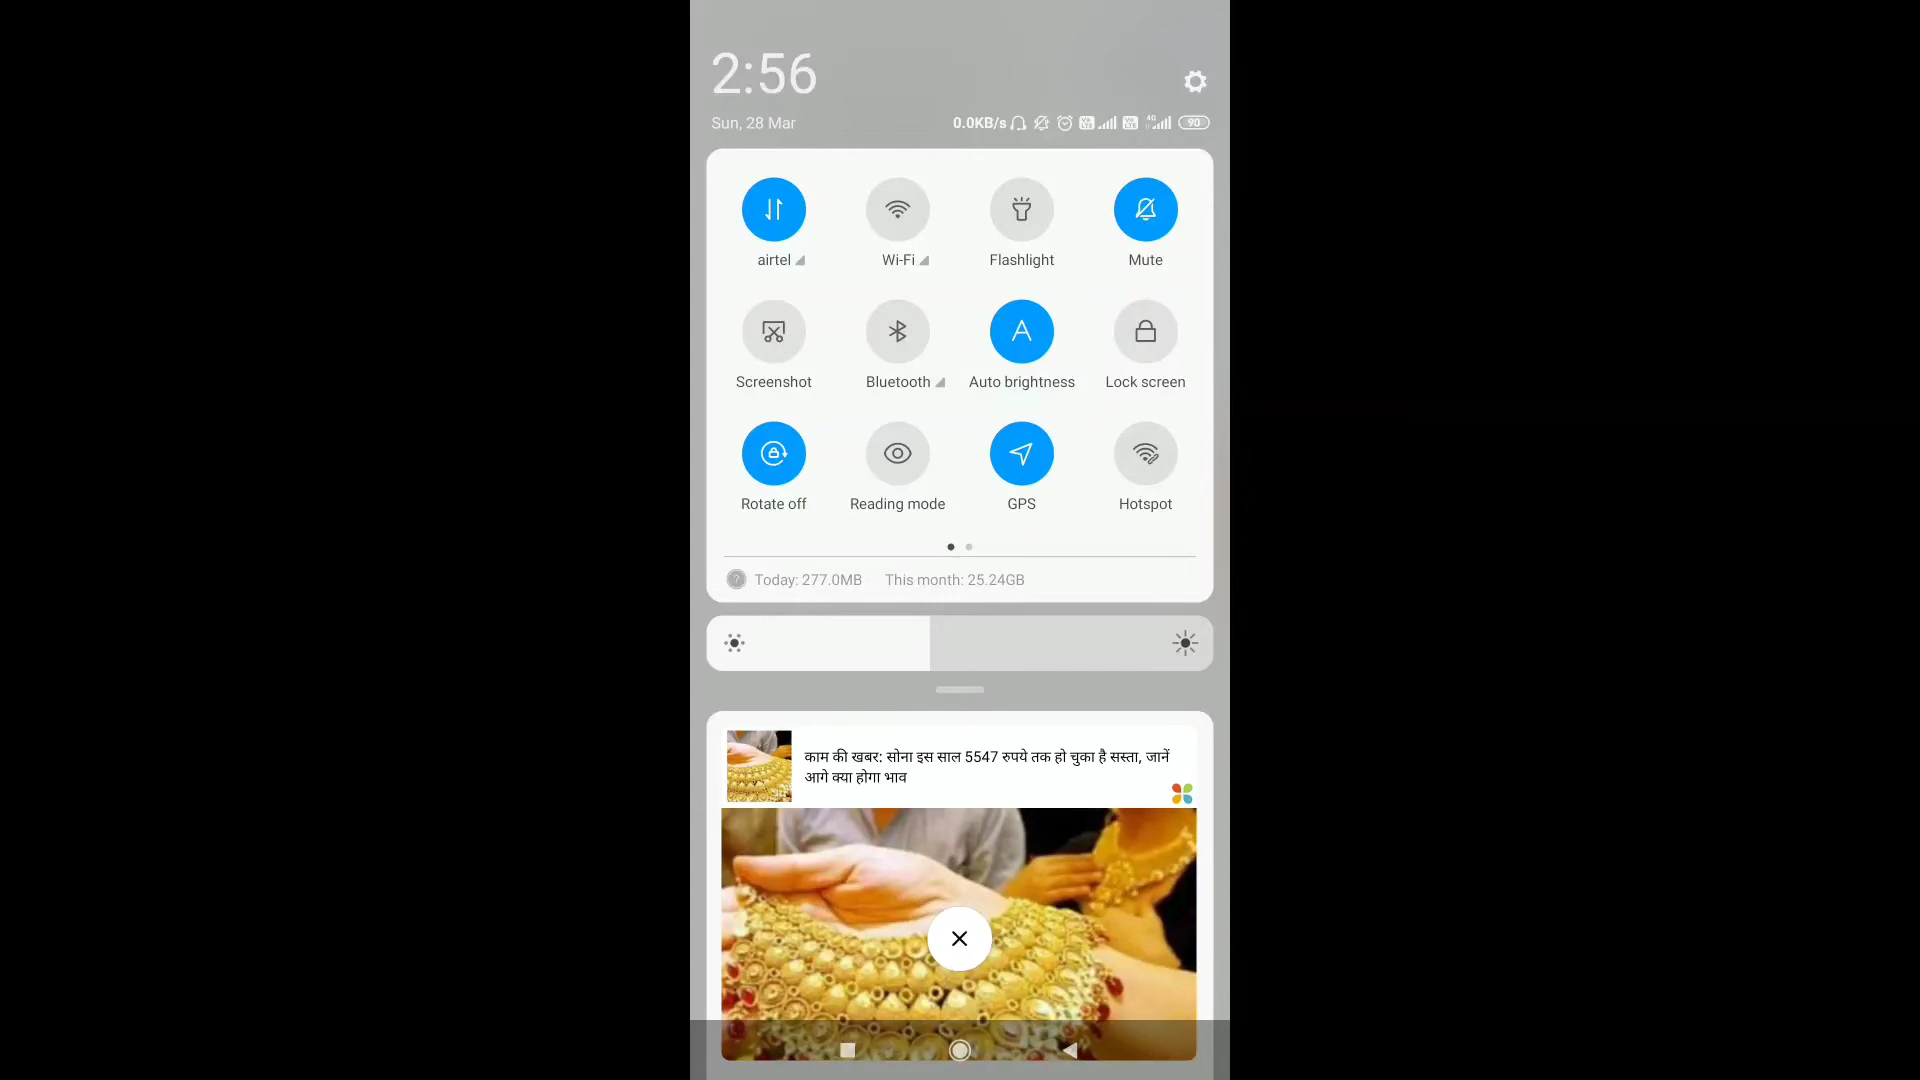 2:56
Sun, 28 Mar
0.0KB/s
4G
90
airtel
Wi-Fi
Flashlight
Mute
Screenshot
Bluetooth
Auto brightness
Lock screen
Rotate off
Reading mode
GPS
Hotspot
Today: 277.0MB
This month: 25.24GB
काम की खबर: सोना इस साल 5547 रुपये तक हो चुका है सस्ता, जानें
आगे क्या होगा भाव